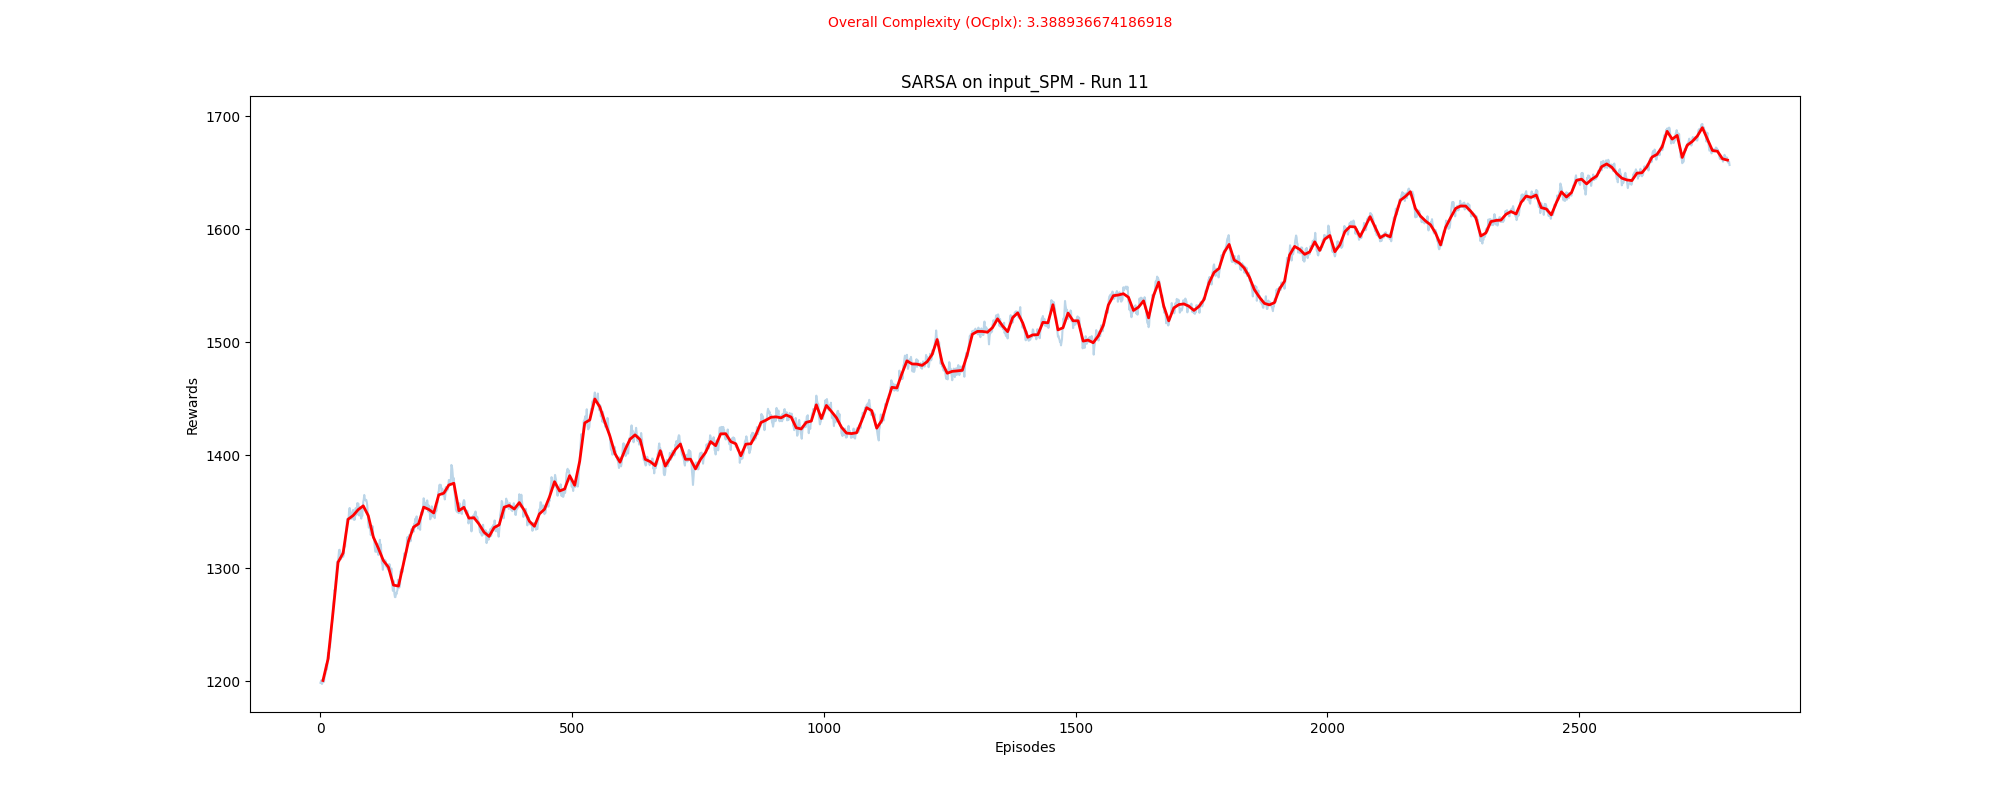 Overall Complexity (OCplx): 3.388936674186918
SARSA on input_SPM - Run 11
1700
1600
1500
1400
1300
1200
Rewards
0 500 1000 1500 2000 2500
Episodes